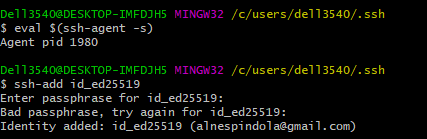 Dell3540@DESKTOP-IMFDJH5 MINGW32 /c/users/dell3540/.ssh
$ eval $(ssh-agent -s)
Agent pid 1980
Dell3540@DESKTOP-IMFDJH5 MINGW32 /c/users/dell3540/.ssh
$ ssh-add id_ed25519
Enter passphrase for id_ed25519:
Bad passphrase, try again for id_ed25519:
Identity added: id_ed25519 (alnespindola@gmail.com)